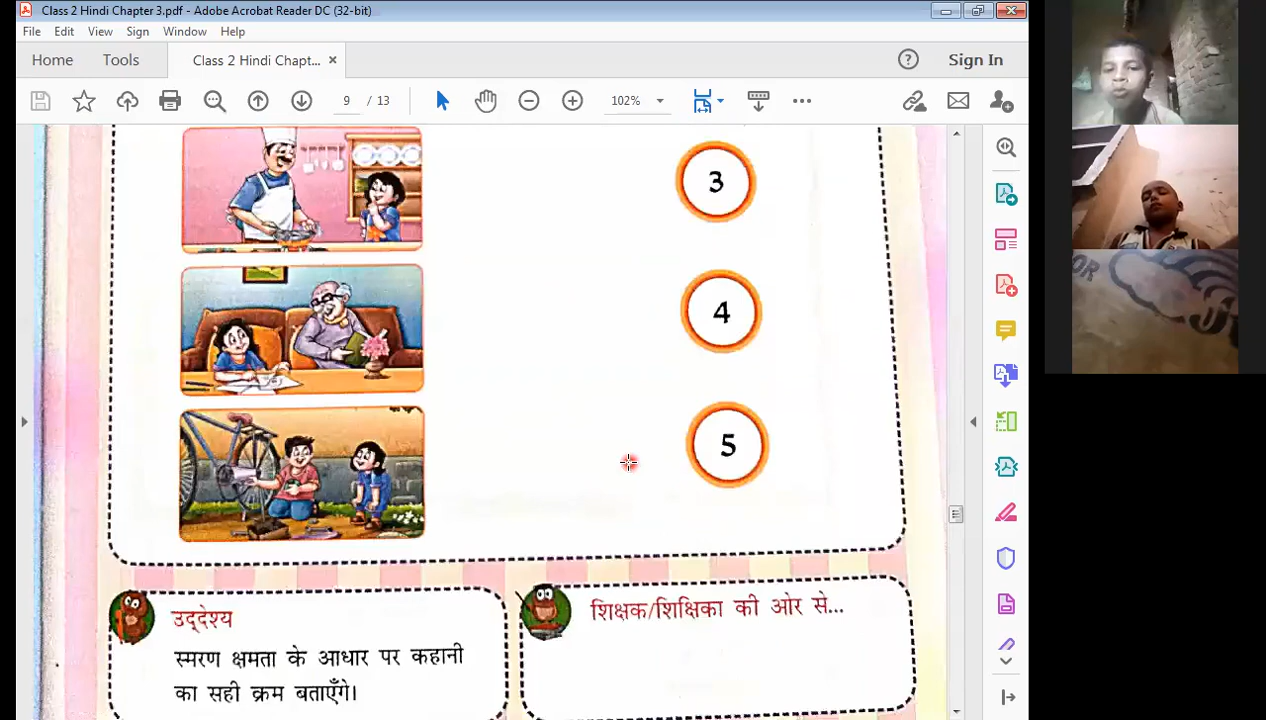 Class 2 Hindi Chapter 3.pdf - Adobe Acrobat Reader DC (32-bit)
File Edit View Sign Window Help
Home Tools Class 2 Hindi Chapt... Sign In
9 / 13 102%
3
4
5
उद्देश्य
स्मरण क्षमता के आधार पर कहानी
का सही क्रम बताएँगे।
शिक्षक/शिक्षिका की ओर से...
OR